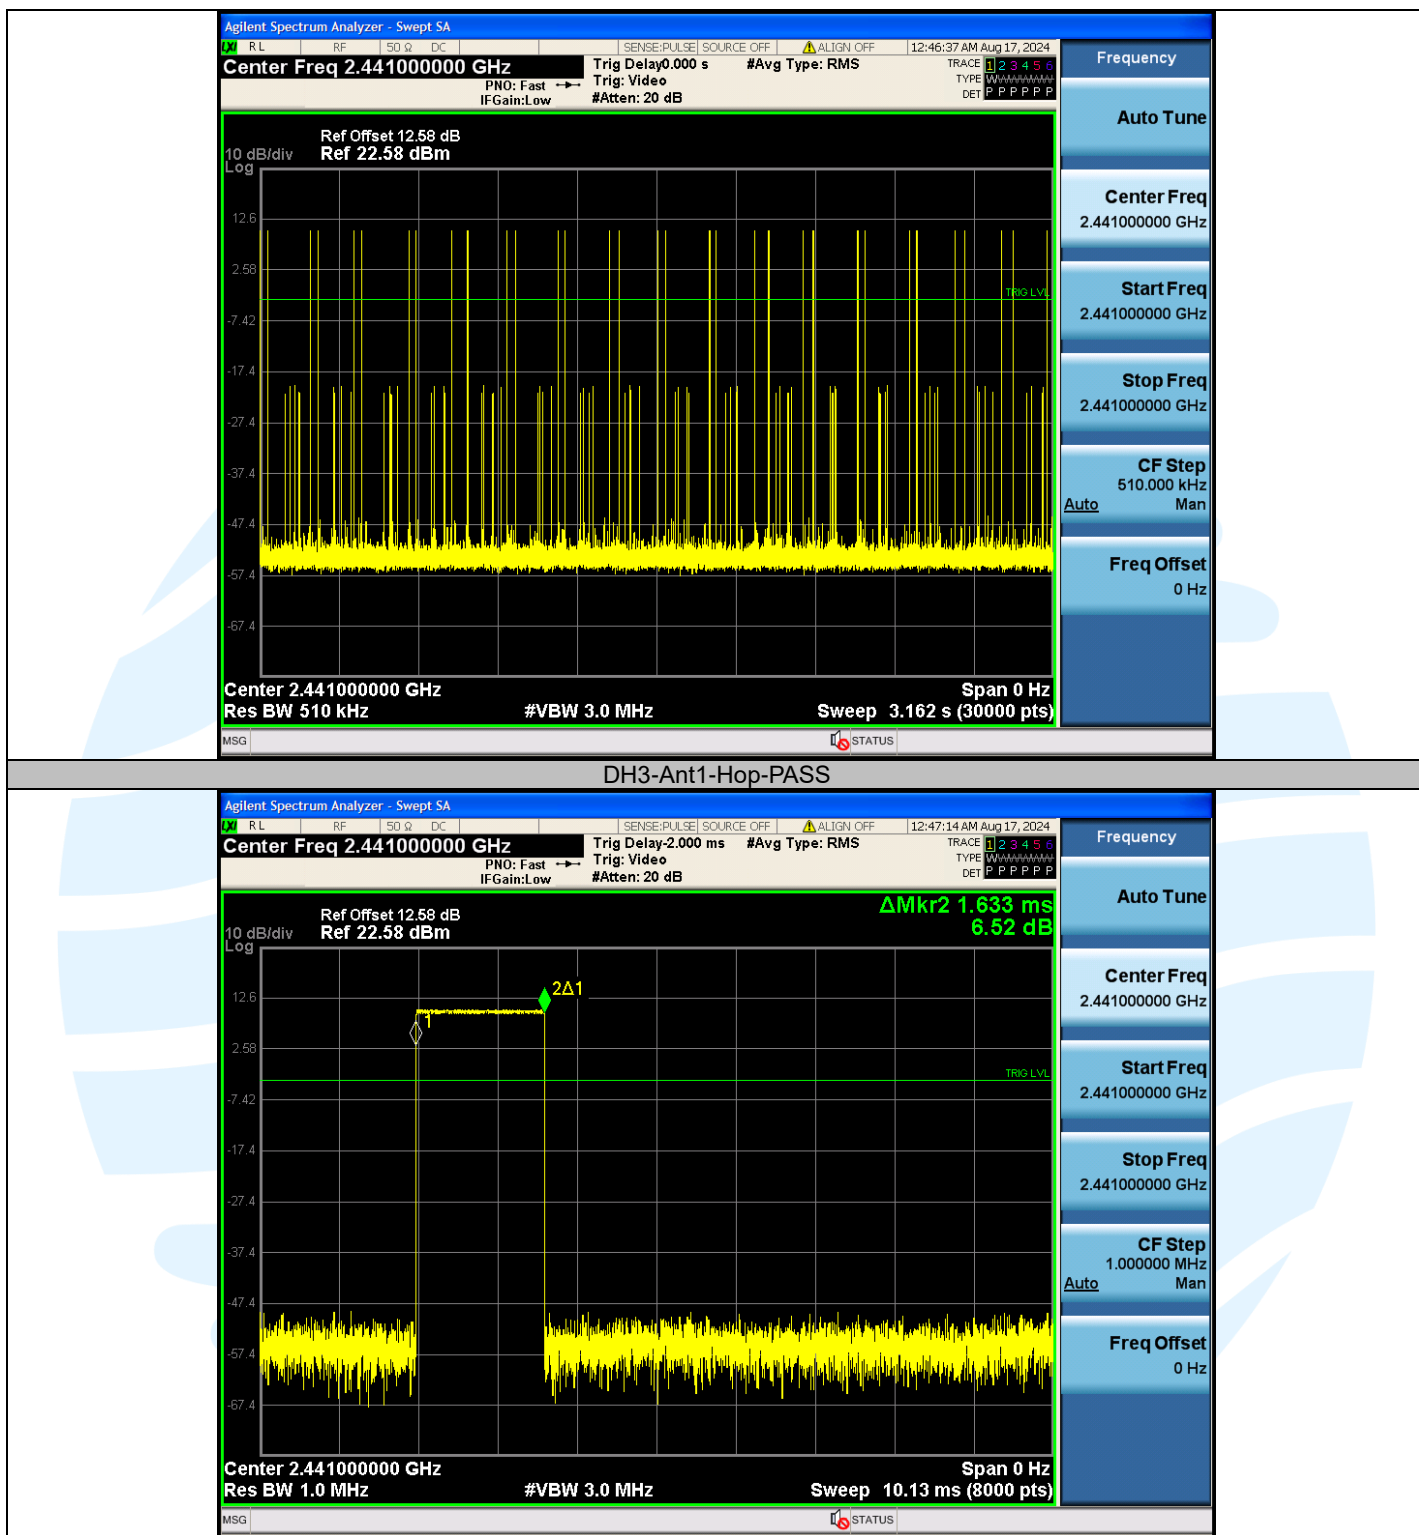 Agilent Spectrum Analyzer - Swept SA
LXI RL RF 50 Ω DC SENSE:PULSE SOURCE OFF ALIGN OFF 12:46:37 AM Aug 17, 2024
Center Freq 2.441000000 GHz
PNO: Fast
IFGain:Low
Trig Delay0.000 s
Trig: Video
#Atten: 20 dB
#Avg Type: RMS
TRACE 1 2 3 4 5 6
TYPE WWWWWW
DET P P P P P P
Ref Offset 12.58 dB
10 dB/div Ref 22.58 dBm
Log
12.6
2.58
TRIG LVL
-7.42
-17.4
-27.4
-37.4
-47.4
-57.4
-67.4
Center 2.441000000 GHz Span 0 Hz
Res BW 510 kHz #VBW 3.0 MHz Sweep 3.162 s (30000 pts)
MSG STATUS
Frequency
Auto Tune
Center Freq
2.441000000 GHz
Start Freq
2.441000000 GHz
Stop Freq
2.441000000 GHz
CF Step
510.000 kHz
Auto Man
Freq Offset
0 Hz
DH3-Ant1-Hop-PASS
Agilent Spectrum Analyzer - Swept SA
LXI RL RF 50 Ω DC SENSE:PULSE SOURCE OFF ALIGN OFF 12:47:14 AM Aug 17, 2024
Center Freq 2.441000000 GHz
PNO: Fast
IFGain:Low
Trig Delay-2.000 ms
Trig: Video
#Atten: 20 dB
#Avg Type: RMS
TRACE 1 2 3 4 5 6
TYPE WWWWWW
DET P P P P P P
ΔMkr2 1.633 ms
6.52 dB
Ref Offset 12.58 dB
10 dB/div Ref 22.58 dBm
Log
2Δ1
12.6
1
2.58
TRIG LVL
-7.42
-17.4
-27.4
-37.4
-47.4
-57.4
-67.4
Center 2.441000000 GHz Span 0 Hz
Res BW 1.0 MHz #VBW 3.0 MHz Sweep 10.13 ms (8000 pts)
MSG STATUS
Frequency
Auto Tune
Center Freq
2.441000000 GHz
Start Freq
2.441000000 GHz
Stop Freq
2.441000000 GHz
CF Step
1.000000 MHz
Auto Man
Freq Offset
0 Hz